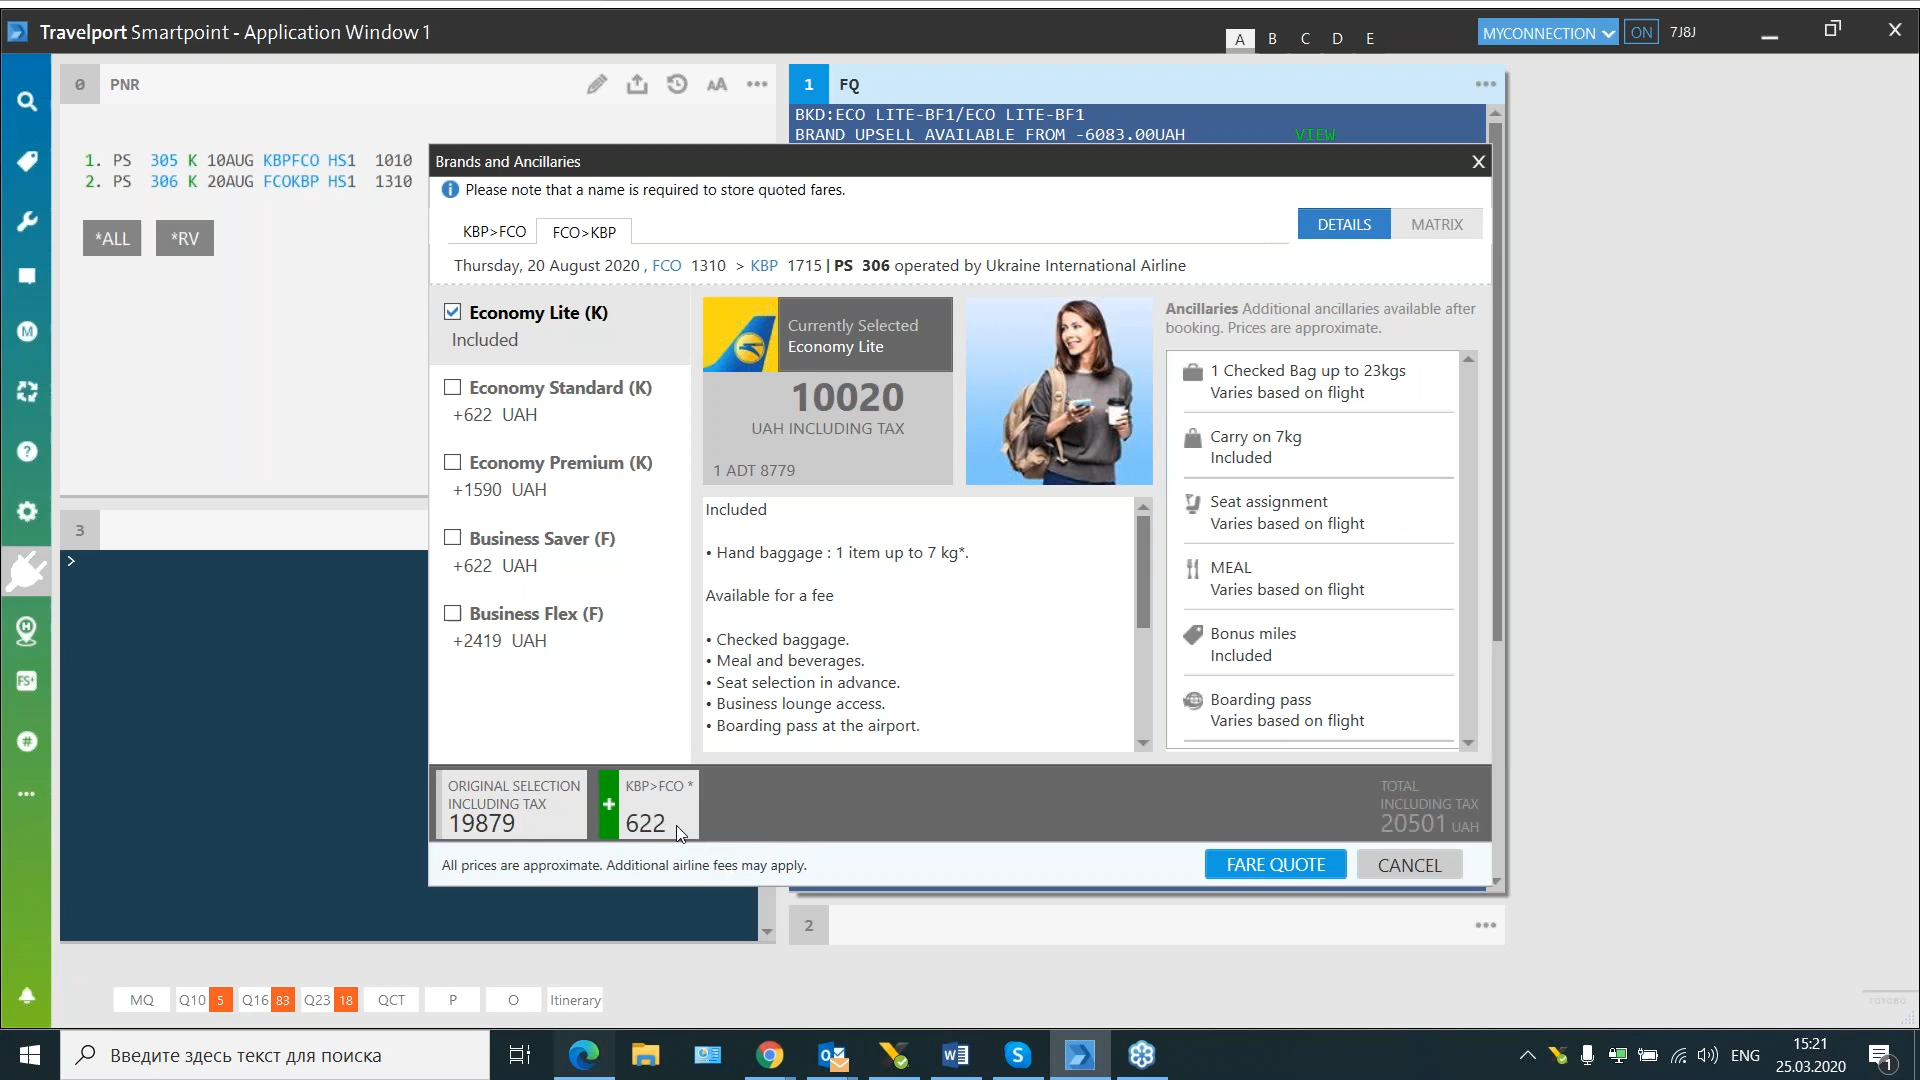 Travelport Smartpoint - Application Window 1
A B C D E
MYCONNECTION ON 7J8J
0 PNR
AA
1 FQ
BKD:ECO LITE-BF1/ECO LITE-BF1
BRAND UPSELL AVAILABLE FROM -6083.00UAH VIEW
1. PS 305 K 10AUG KBPFCO HS1 1010
2. PS 306 K 20AUG FCOKBP HS1 1310
*ALL *RV
Brands and Ancillaries X
Please note that a name is required to store quoted fares.
KBP>FCO FCO>KBP
DETAILS MATRIX
Thursday, 20 August 2020 , FCO 1310 > KBP 1715 | PS 306 operated by Ukraine International Airline
Economy Lite (K)
Included
Economy Standard (K)
+622 UAH
Economy Premium (K)
+1590 UAH
Business Saver (F)
+622 UAH
Business Flex (F)
+2419 UAH
Currently Selected
Economy Lite
10020
UAH INCLUDING TAX
1 ADT 8779
Included
• Hand baggage : 1 item up to 7 kg*.
Available for a fee
• Checked baggage.
• Meal and beverages.
• Seat selection in advance.
• Business lounge access.
• Boarding pass at the airport.
Ancillaries Additional ancillaries available after
booking. Prices are approximate.
1 Checked Bag up to 23kgs
Varies based on flight
Carry on 7kg
Included
Seat assignment
Varies based on flight
MEAL
Varies based on flight
Bonus miles
Included
Boarding pass
Varies based on flight
ORIGINAL SELECTION
INCLUDING TAX
19879
+
KBP>FCO *
622
TOTAL
INCLUDING TAX
20501 UAH
All prices are approximate. Additional airline fees may apply.
FARE QUOTE CANCEL
3
>
2
M
?
H
FS+
#
MQ Q10 5 Q16 83 Q23 18 QCT P O Itinerary
Введите здесь текст для поиска
ENG
15:21
25.03.2020
1